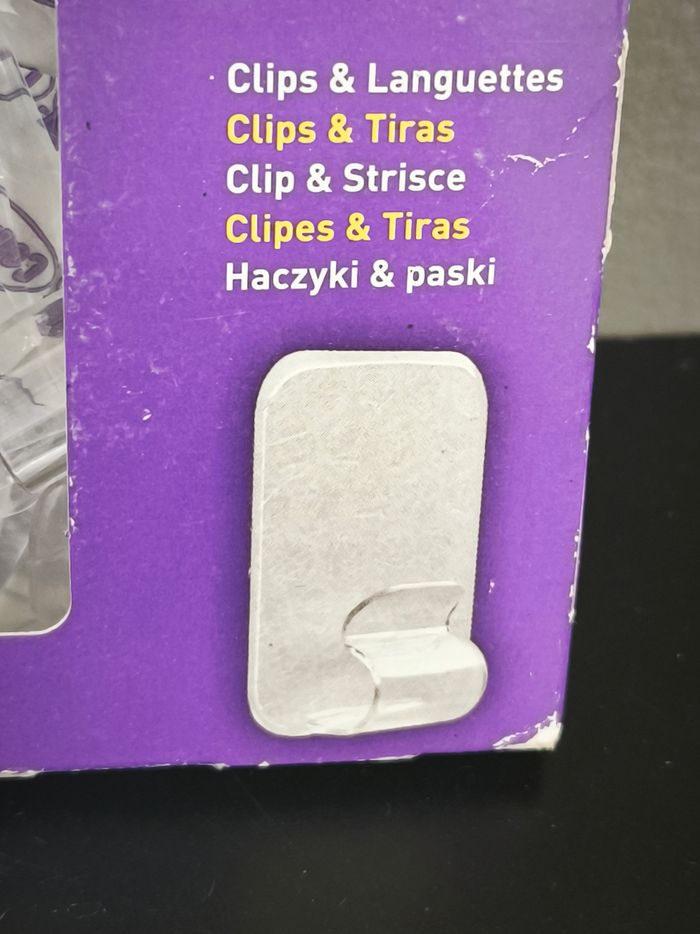 Clips & Languettes
Clips & Tiras
Clip & Strisce
Clipes & Tiras
Haczyki & paski